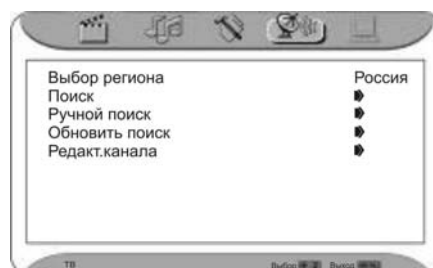 Выбор региона Россия
Поиск
Ручной поиск
Обновить поиск
Редакт.канала
ТВ Выбор Выход